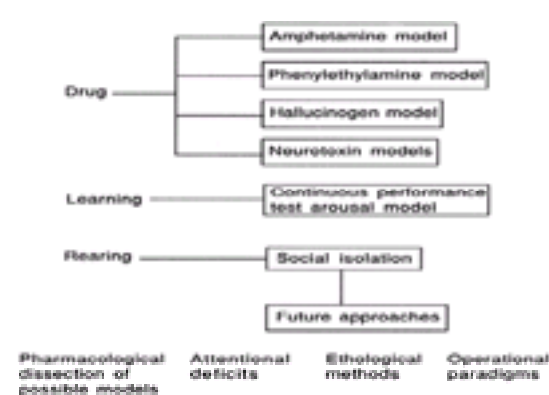 Amphetamine model
Phenylethylamine model
Drug
Hallucinogen model
Neurotoxin models
Learning
Continuous performance
test arousal model
Rearing
Social isolation
Future approaches
Pharmacological
dissection of
possible models
Attentional
deficits
Ethological
methods
Operational
paradigms